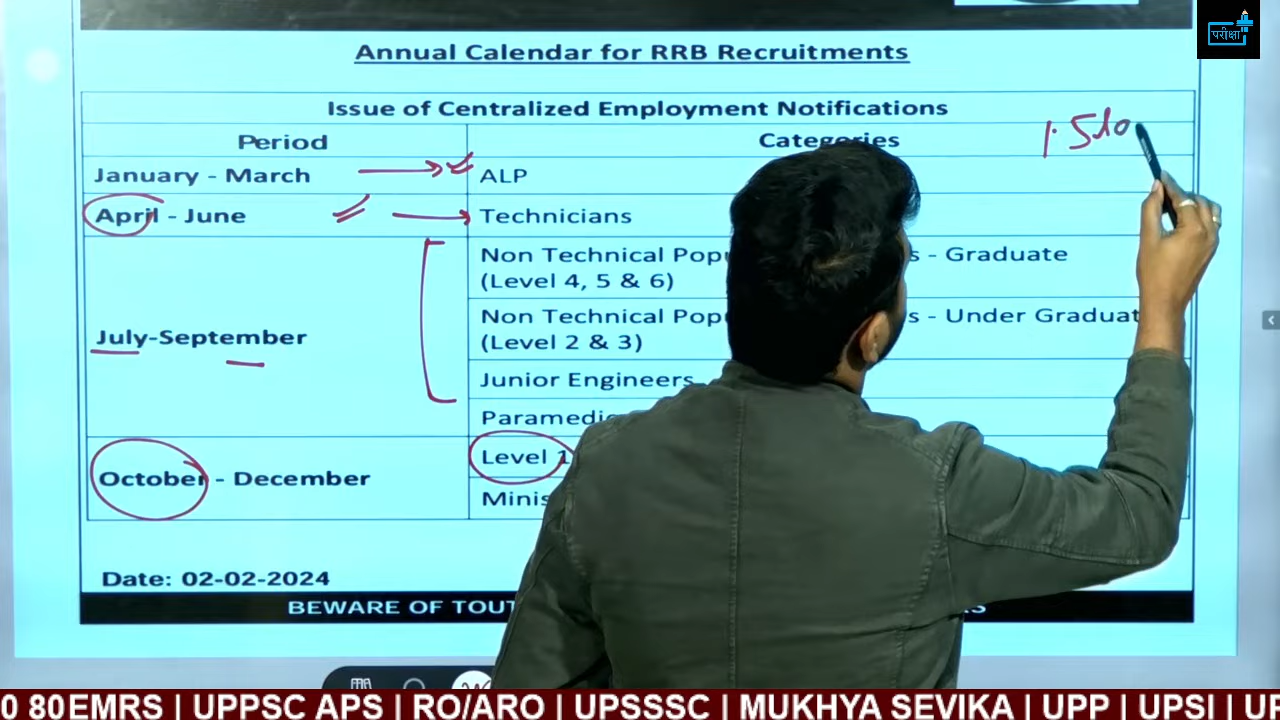 परीक्षा
Annual Calendar for RRB Recruitments
Issue of Centralized Employment Notifications
Period Categories
1.5
January - March ALP
April - June Technicians
Non Technical Pop s - Graduate
(Level 4, 5 & 6)
July-September
Non Technical Pop s - Under Graduat
(Level 2 & 3)
Junior Engineers
Paramedic
October - December
Level 1
Minis
Date: 02-02-2024
BEWARE OF TOUT
0 80EMRS | UPPSC APS | RO/ARO | UPSSSC | MUKHYA SEVIKA | UPP | UPSI | UP